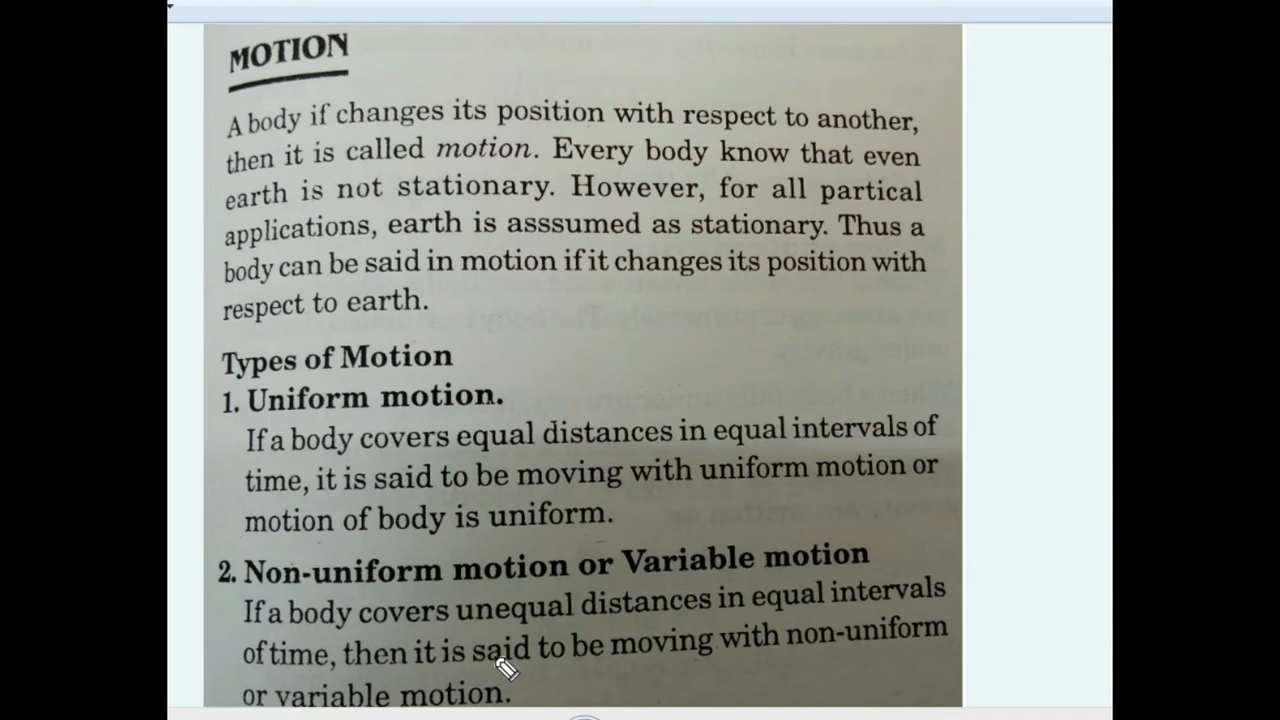 MOTION
A body if changes its position with respect to another,
then it is called motion. Every body know that even
earth is not stationary. However, for all partical
applications, earth is asssumed as stationary. Thus a
body can be said in motion if it changes its position with
respect to earth.
Types of Motion
1. Uniform motion.
If a body covers equal distances in equal intervals of
time, it is said to be moving with uniform motion or
motion of body is uniform.
2. Non-uniform motion or Variable motion
If a body covers unequal distances in equal intervals
of time, then it is said to be moving with non-uniform
or variable motion.